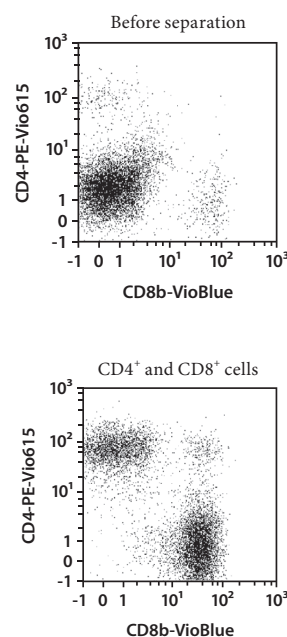 Before separation
10³
10²
10¹
1
0
-1
CD4-PE-Vio615
-1 0 1 10¹ 10² 10³
CD8b-VioBlue
CD4⁺ and CD8⁺ cells
10³
10²
10¹
1
0
-1
CD4-PE-Vio615
-1 0 1 10¹ 10² 10³
CD8b-VioBlue